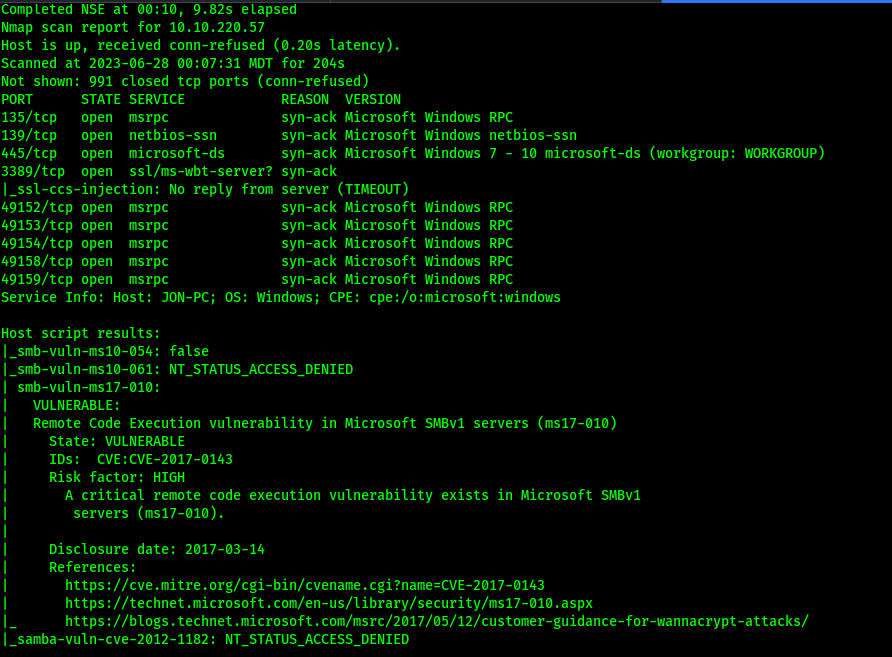 Completed NSE at 00:10, 9.82s elapsed
Nmap scan report for 10.10.220.57
Host is up, received conn-refused (0.20s latency).
Scanned at 2023-06-28 00:07:31 MDT for 204s
Not shown: 991 closed tcp ports (conn-refused)
PORT      STATE SERVICE            REASON  VERSION
135/tcp   open  msrpc              syn-ack Microsoft Windows RPC
139/tcp   open  netbios-ssn        syn-ack Microsoft Windows netbios-ssn
445/tcp   open  microsoft-ds       syn-ack Microsoft Windows 7 - 10 microsoft-ds (workgroup: WORKGROUP)
3389/tcp  open  ssl/ms-wbt-server? syn-ack
|_ssl-ccs-injection: No reply from server (TIMEOUT)
49152/tcp open  msrpc              syn-ack Microsoft Windows RPC
49153/tcp open  msrpc              syn-ack Microsoft Windows RPC
49154/tcp open  msrpc              syn-ack Microsoft Windows RPC
49158/tcp open  msrpc              syn-ack Microsoft Windows RPC
49159/tcp open  msrpc              syn-ack Microsoft Windows RPC
Service Info: Host: JON-PC; OS: Windows; CPE: cpe:/o:microsoft:windows

Host script results:
|_smb-vuln-ms10-054: false
|_smb-vuln-ms10-061: NT_STATUS_ACCESS_DENIED
| smb-vuln-ms17-010:
|   VULNERABLE:
|   Remote Code Execution vulnerability in Microsoft SMBv1 servers (ms17-010)
|     State: VULNERABLE
|     IDs:  CVE:CVE-2017-0143
|     Risk factor: HIGH
|       A critical remote code execution vulnerability exists in Microsoft SMBv1
|        servers (ms17-010).
|
|     Disclosure date: 2017-03-14
|     References:
|       https://cve.mitre.org/cgi-bin/cvename.cgi?name=CVE-2017-0143
|       https://technet.microsoft.com/en-us/library/security/ms17-010.aspx
|_      https://blogs.technet.microsoft.com/msrc/2017/05/12/customer-guidance-for-wannacrypt-attacks/
|_samba-vuln-cve-2012-1182: NT_STATUS_ACCESS_DENIED